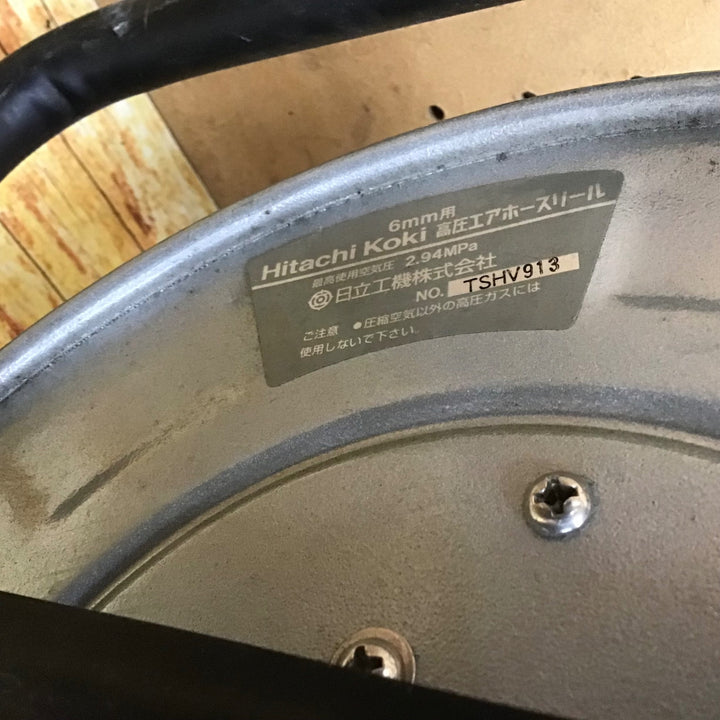 6mm用
Hitachi Koki 高圧エアホースリール
最高使用空気圧 2.94MPa
日立工機株式会社
NO. TSHV913
ご注意 ●圧縮空気以外の高圧ガスには
使用しないで下さい.